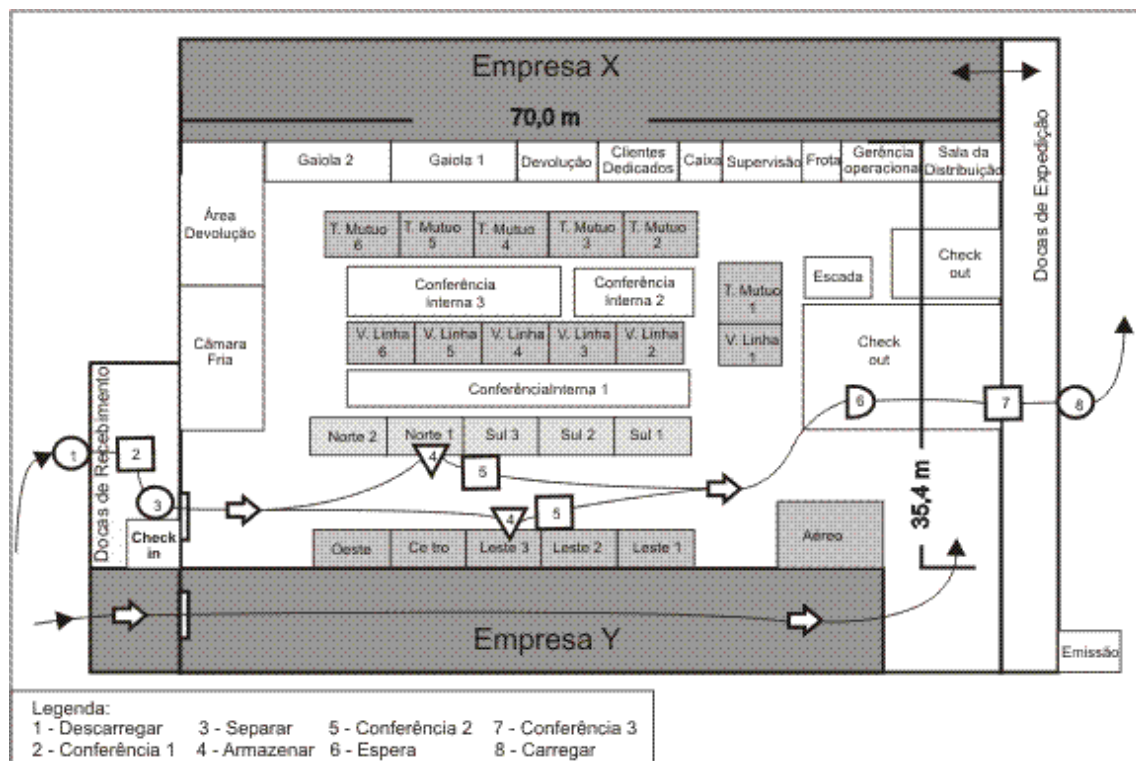 Empresa X
70,0 m
Gaiola 2
Gaiola 1
Devolução
Clientes
Dedicados
Caixa
Supervisão
Frota
Gerência
operacional
Sala da
Distribuição
Docas de Expedição
Área
Devolução
T. Mutuo
6
T. Mutuo
5
T. Mutuo
4
T. Mutuo
3
T. Mutuo
2
Conferência
Interna 3
Conferência
Interna 2
T. Mutuo
1
Escada
Check
out
Câmara
Fria
V. Linha
6
V. Linha
5
V. Linha
4
V. Linha
3
V. Linha
2
V. Linha
1
Check
out
ConferênciaInterna 1
6
7
8
Docas de Recebimento
1
2
3
Norte 2
Norte 1
Sul 3
Sul 2
Sul 1
4
5
4
5
35,4 m
Check
in
Oeste
Ce tro
Leste 3
Leste 2
Leste 1
Aéreo
Empresa Y
Emissão
Legenda:
1 - Descarregar 3 - Separar 5 - Conferência 2 7 - Conferência 3
2 - Conferência 1 4 - Armazenar 6 - Espera 8 - Carregar